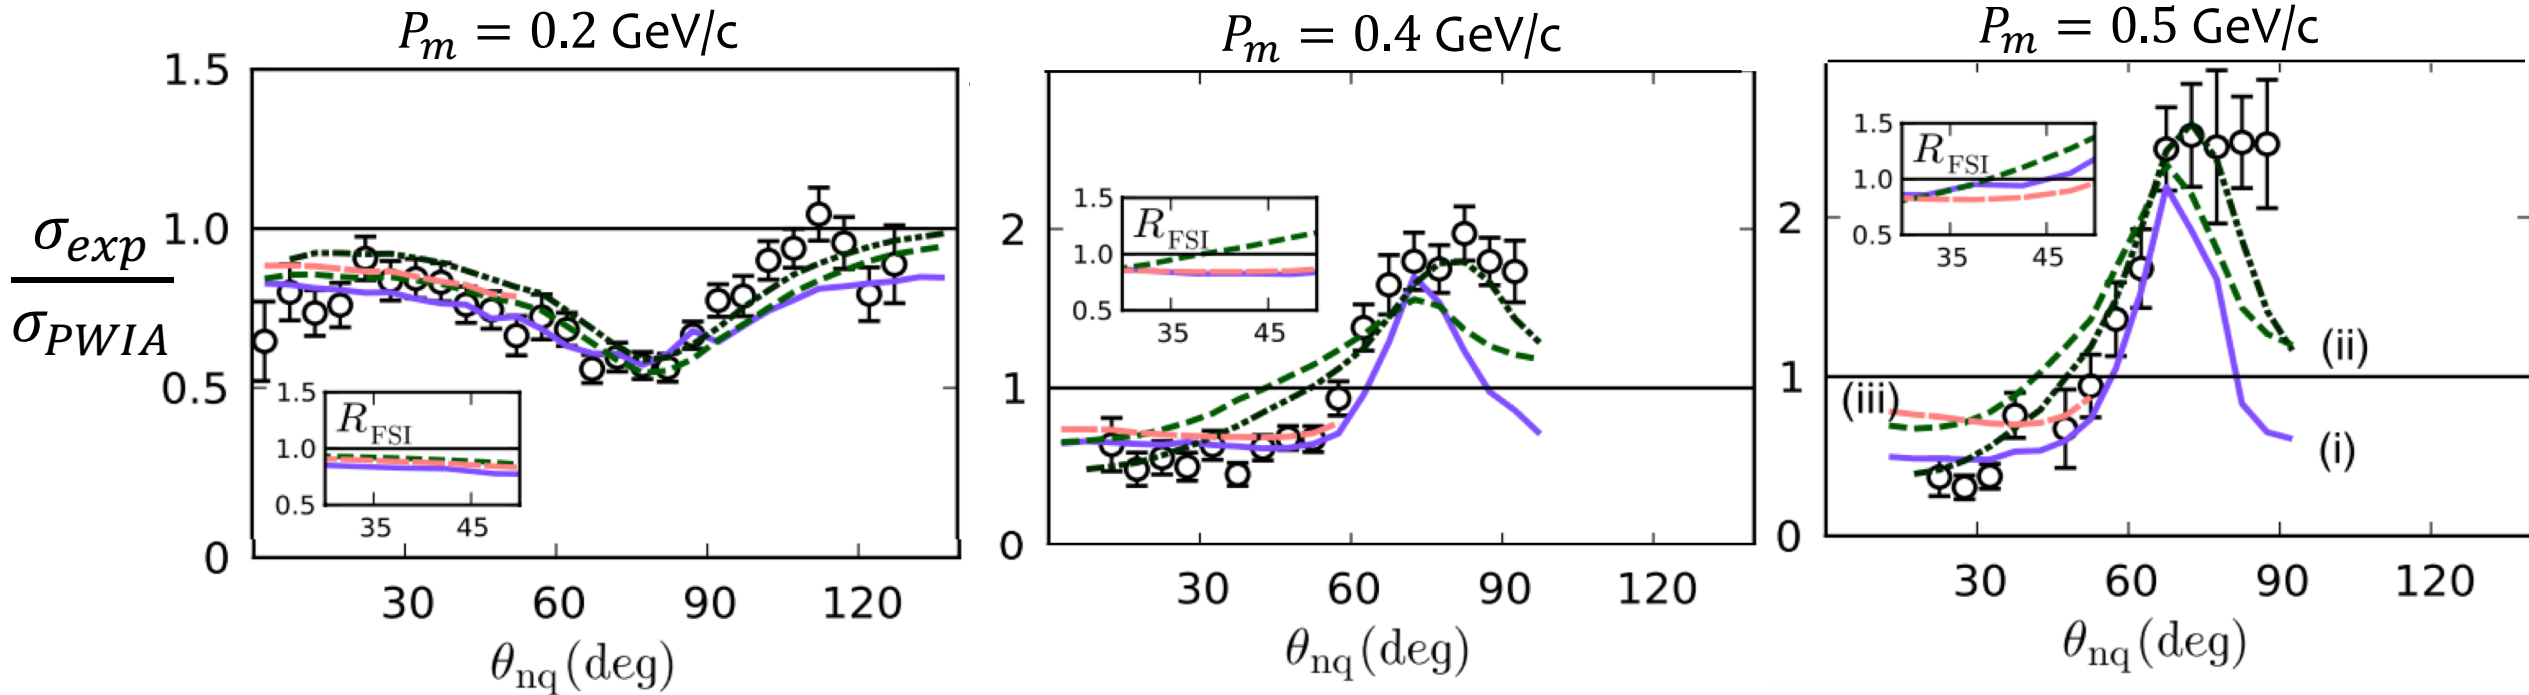 P_m = 0.2 GeV/c
P_m = 0.4 GeV/c
P_m = 0.5 GeV/c
σ_exp
σ_PWIA
1.5
1.0
0.5
0
30 60 90 120
θ_nq(deg)
R_FSI
1.5
1.0
0.5
35 45
2
1
0
30 60 90 120
θ_nq(deg)
R_FSI
1.5
1.0
0.5
35 45
2
1
0
30 60 90 120
θ_nq(deg)
R_FSI
1.5
1.0
0.5
35 45
(ii)
(iii)
(i)